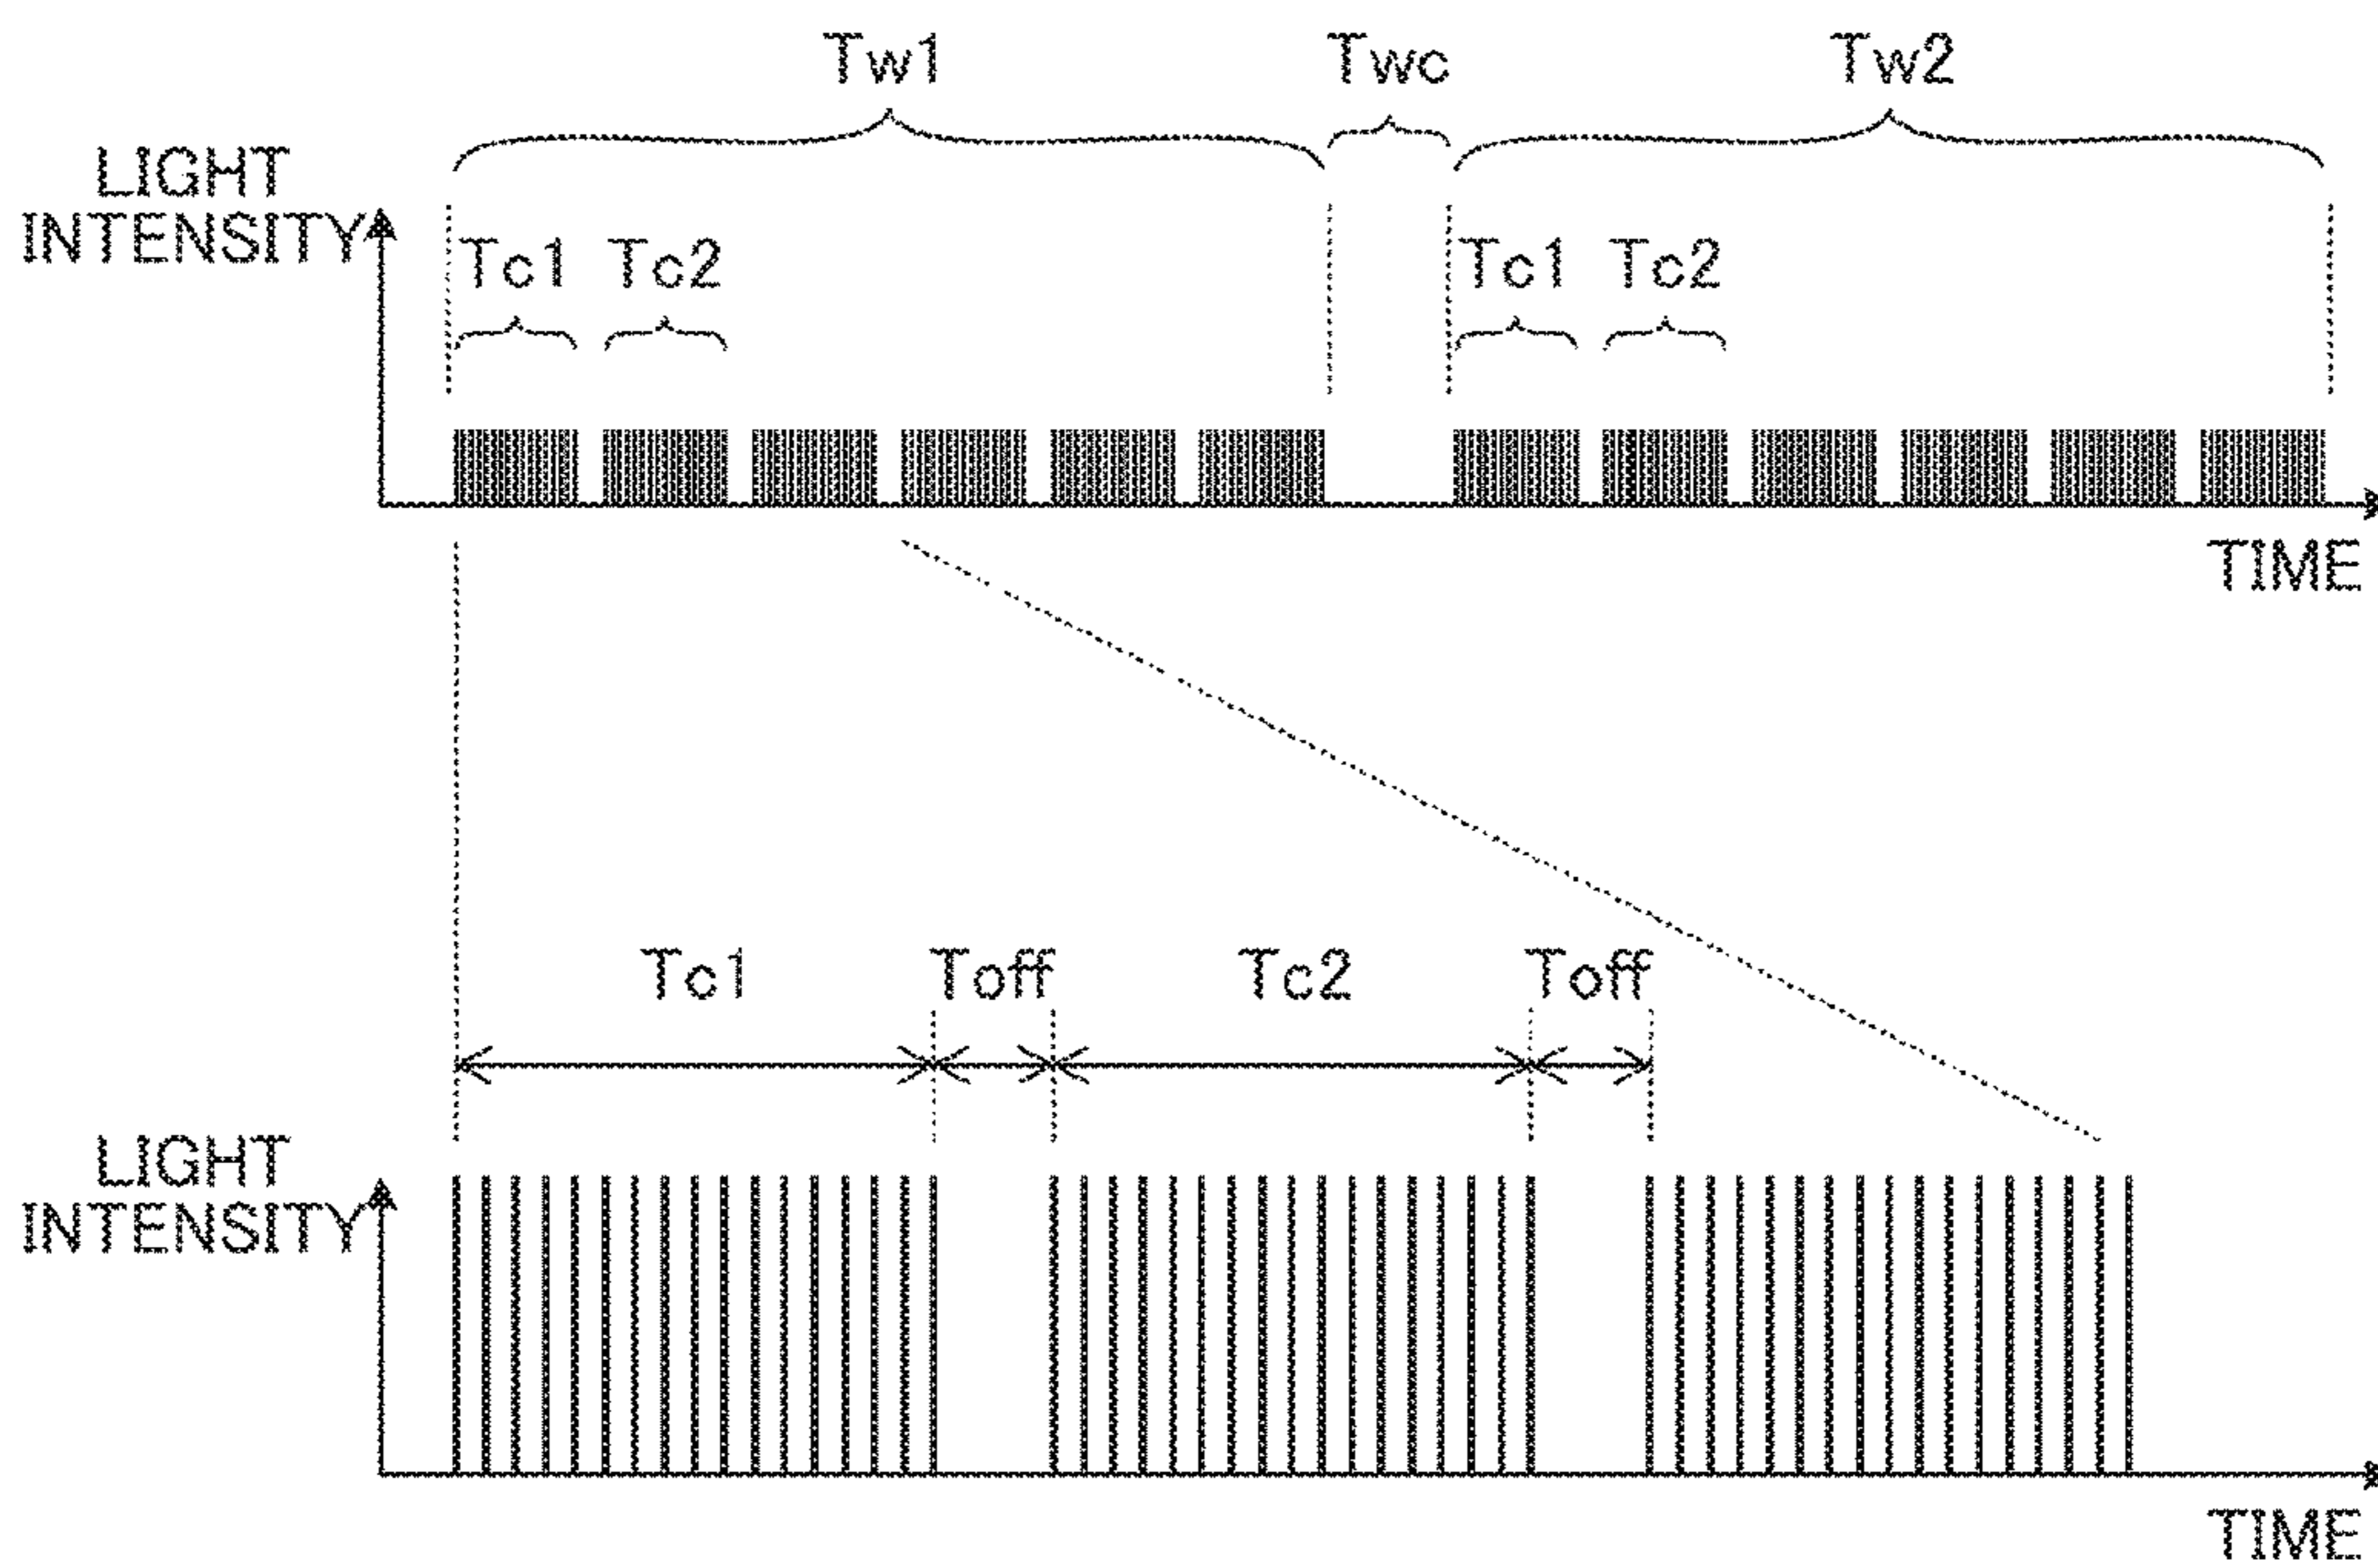 Tw1 Twc Tw2
LIGHT
INTENSITY
Tc1 Tc2 Tc1 Tc2
TIME
Tc1 Toff Tc2 Toff
LIGHT
INTENSITY
TIME